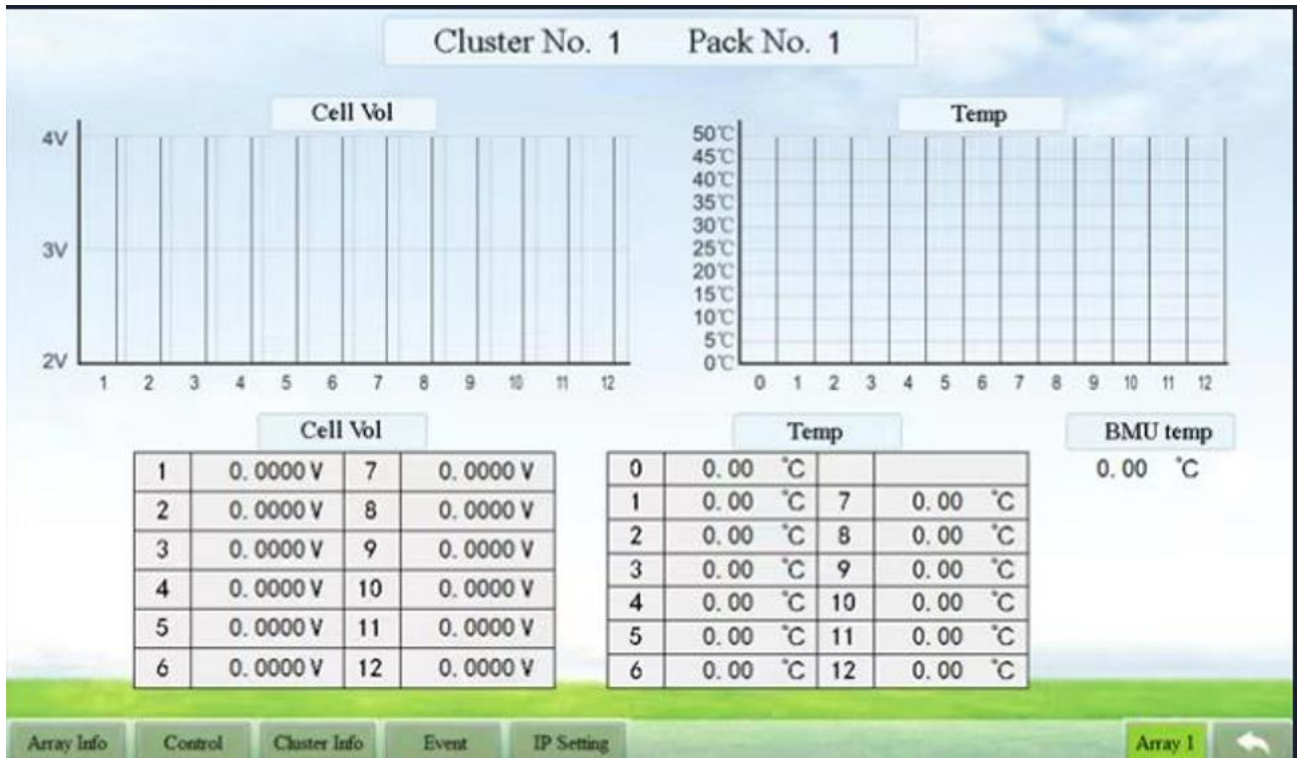 Cluster No. 1 Pack No. 1
Cell Vol
4V
3V
2V
1 2 3 4 5 6 7 8 9 10 11 12
Temp
50℃
45℃
40℃
35℃
30℃
25℃
20℃
15℃
10℃
5℃
0℃
0 1 2 3 4 5 6 7 8 9 10 11 12
Cell Vol
1 0.0000 V 7 0.0000 V
2 0.0000 V 8 0.0000 V
3 0.0000 V 9 0.0000 V
4 0.0000 V 10 0.0000 V
5 0.0000 V 11 0.0000 V
6 0.0000 V 12 0.0000 V
Temp
0 0.00 ℃
1 0.00 ℃ 7 0.00 ℃
2 0.00 ℃ 8 0.00 ℃
3 0.00 ℃ 9 0.00 ℃
4 0.00 ℃ 10 0.00 ℃
5 0.00 ℃ 11 0.00 ℃
6 0.00 ℃ 12 0.00 ℃
BMU temp
0.00 ℃
Array Info Control Cluster Info Event IP Setting Array 1